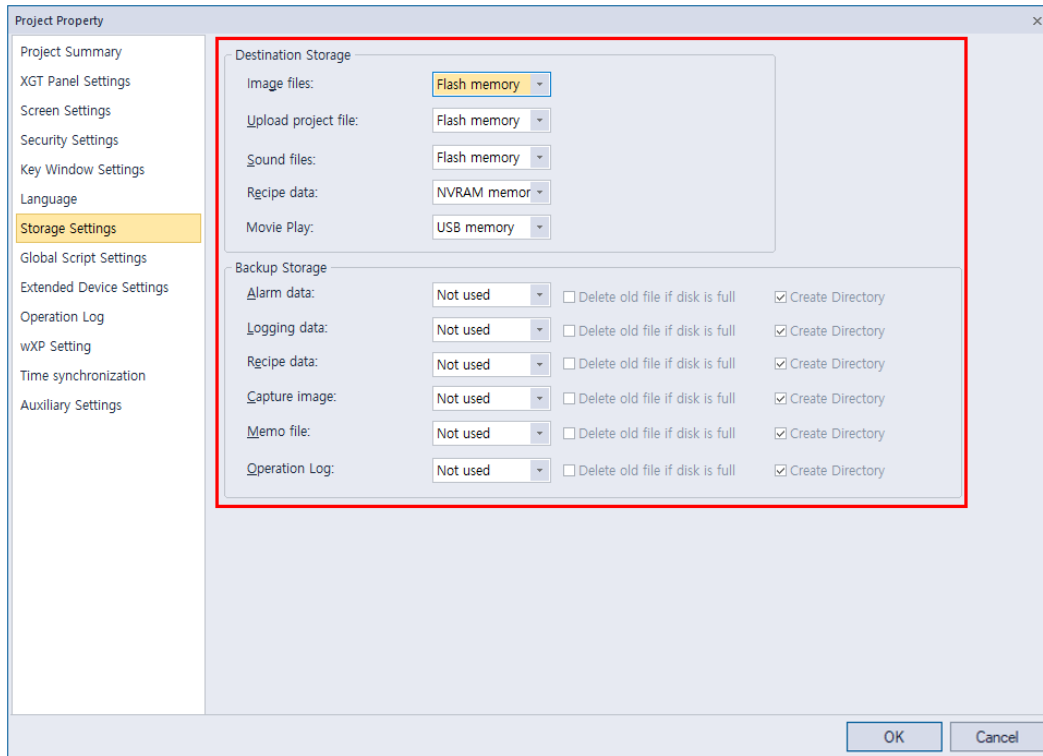 Project Property
Project Summary
XGT Panel Settings
Screen Settings
Security Settings
Key Window Settings
Language
Storage Settings
Global Script Settings
Extended Device Settings
Operation Log
wXP Setting
Time synchronization
Auxiliary Settings
Destination Storage
Image files: Flash memory
Upload project file: Flash memory
Sound files: Flash memory
Recipe data: NVRAM memor
Movie Play: USB memory
Backup Storage
Alarm data: Not used Delete old file if disk is full Create Directory
Logging data: Not used Delete old file if disk is full Create Directory
Recipe data: Not used Delete old file if disk is full Create Directory
Capture image: Not used Delete old file if disk is full Create Directory
Memo file: Not used Delete old file if disk is full Create Directory
Operation Log: Not used Delete old file if disk is full Create Directory
OK Cancel